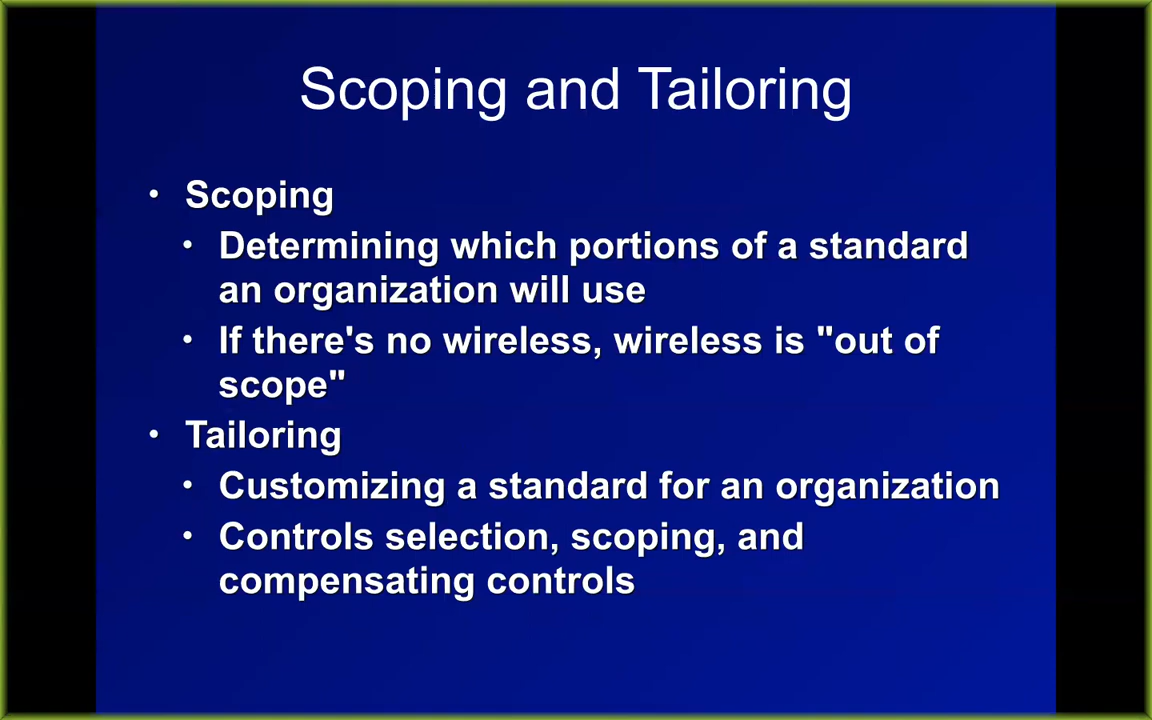 Scoping and Tailoring
• Scoping
• Determining which portions of a standard
an organization will use
• If there's no wireless, wireless is "out of
scope"
• Tailoring
• Customizing a standard for an organization
• Controls selection, scoping, and
compensating controls